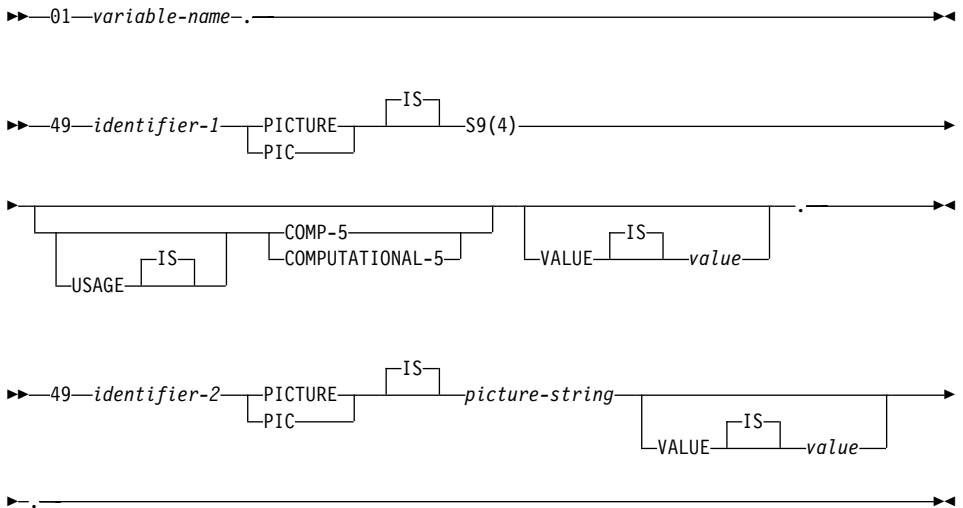 01 variable-name .
IS
49 identifier-1 PICTURE S9(4)
PIC
COMP-5 .
IS COMPUTATIONAL-5 VALUE IS value
USAGE
IS
49 identifier-2 PICTURE picture-string
PIC IS
VALUE value
.